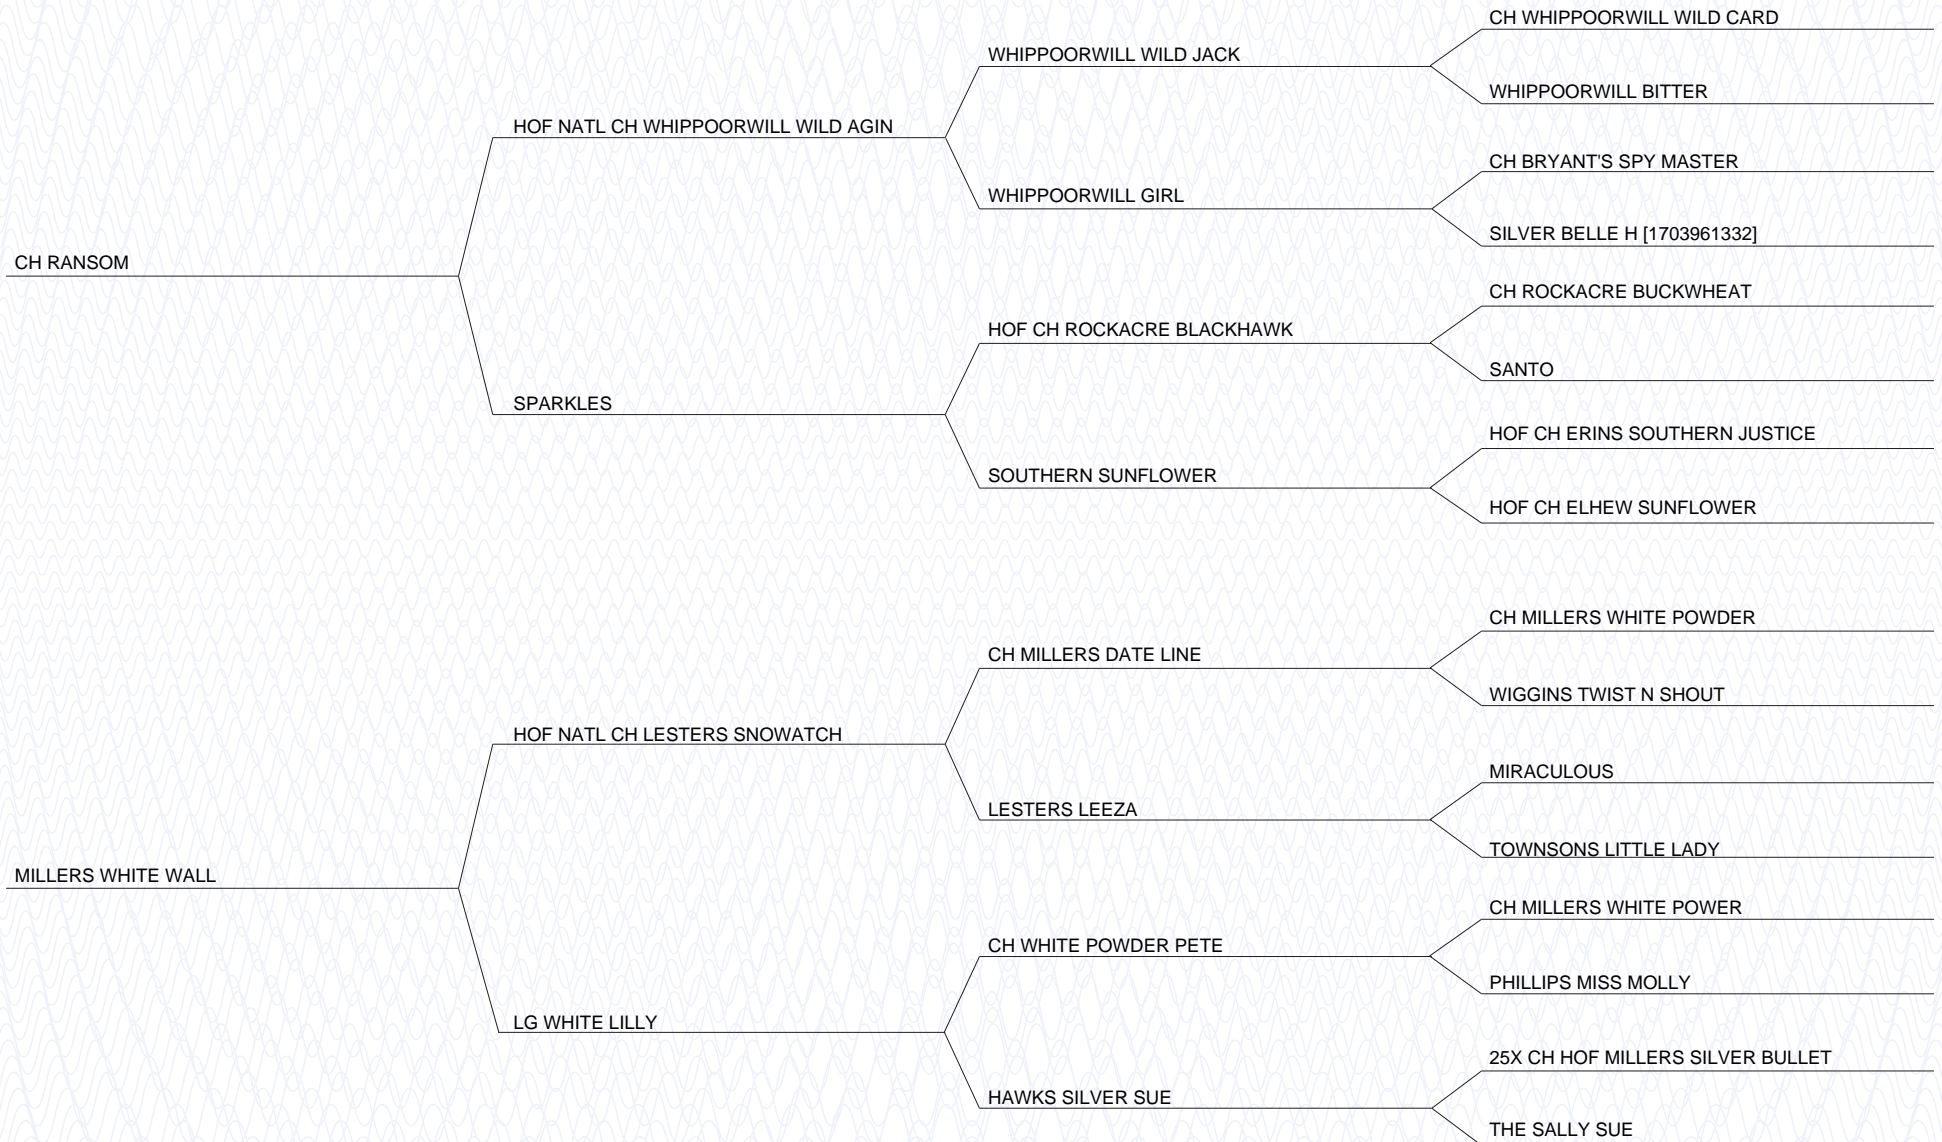 CH WHIPPOORWILL WILD CARD
WHIPPOORWILL WILD JACK
WHIPPOORWILL BITTER
HOF NATL CH WHIPPOORWILL WILD AGIN
CH BRYANT'S SPY MASTER
WHIPPOORWILL GIRL
SILVER BELLE H [1703961332]
CH RANSOM
CH ROCKACRE BUCKWHEAT
HOF CH ROCKACRE BLACKHAWK
SANTO
SPARKLES
HOF CH ERINS SOUTHERN JUSTICE
SOUTHERN SUNFLOWER
HOF CH ELHEW SUNFLOWER
CH MILLERS WHITE POWDER
CH MILLERS DATE LINE
WIGGINS TWIST N SHOUT
HOF NATL CH LESTERS SNOWATCH
MIRACULOUS
LESTERS LEEZA
TOWNSONS LITTLE LADY
MILLERS WHITE WALL
CH MILLERS WHITE POWER
CH WHITE POWDER PETE
PHILLIPS MISS MOLLY
LG WHITE LILLY
25X CH HOF MILLERS SILVER BULLET
HAWKS SILVER SUE
THE SALLY SUE